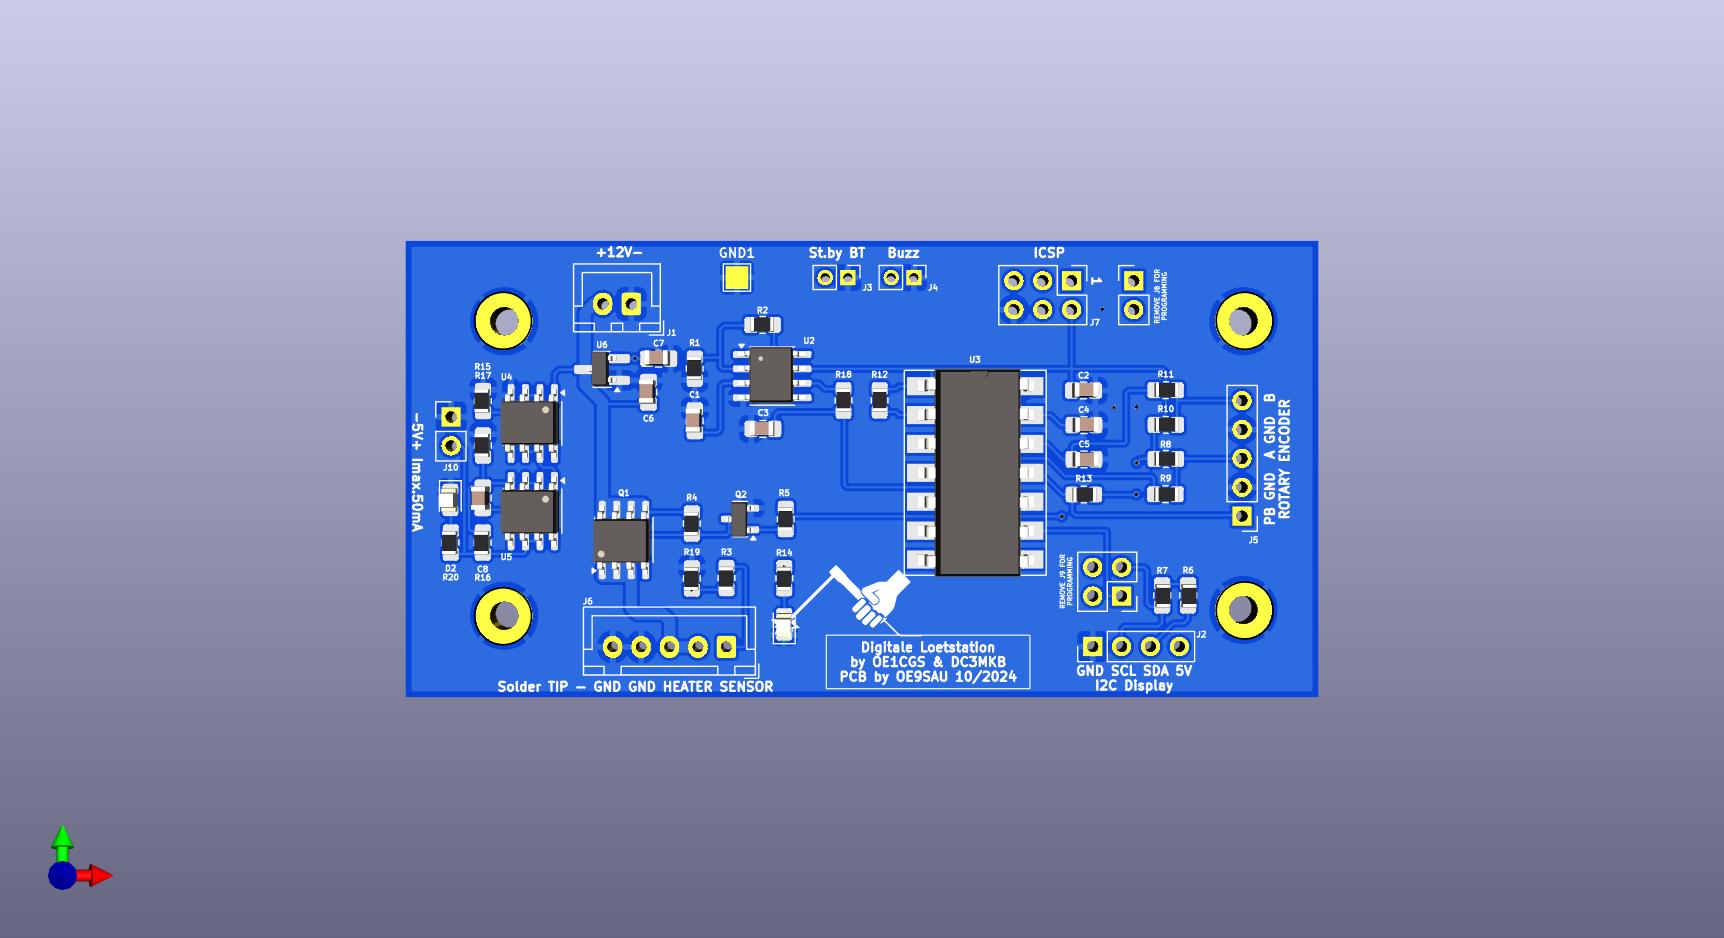 +12V-
GND1
St.by BT
Buzz
ICSP
J3
J4
1
J7
REMOVE J8 FOR
PROGRAMMING
J1
R2
U2
U6
C7
R1
C6
C1
C3
R18
R12
U3
R15
R17
U4
-5V+ Imax.50mA
J10
U5
D2
R20
C8
R16
Q1
R4
Q2
R5
R19
R3
R14
J6
Solder TIP - GND GND HEATER SENSOR
Digitale Loetstation
by OE1CGS & DC3MKB
PCB by OE9SAU 10/2024
C2
C4
C5
R13
R11
R10
R8
R9
PB GND A GND B
ROTARY ENCODER
J5
REMOVE J9 FOR
PROGRAMMING
R7
R6
J2
GND SCL SDA 5V
I2C Display